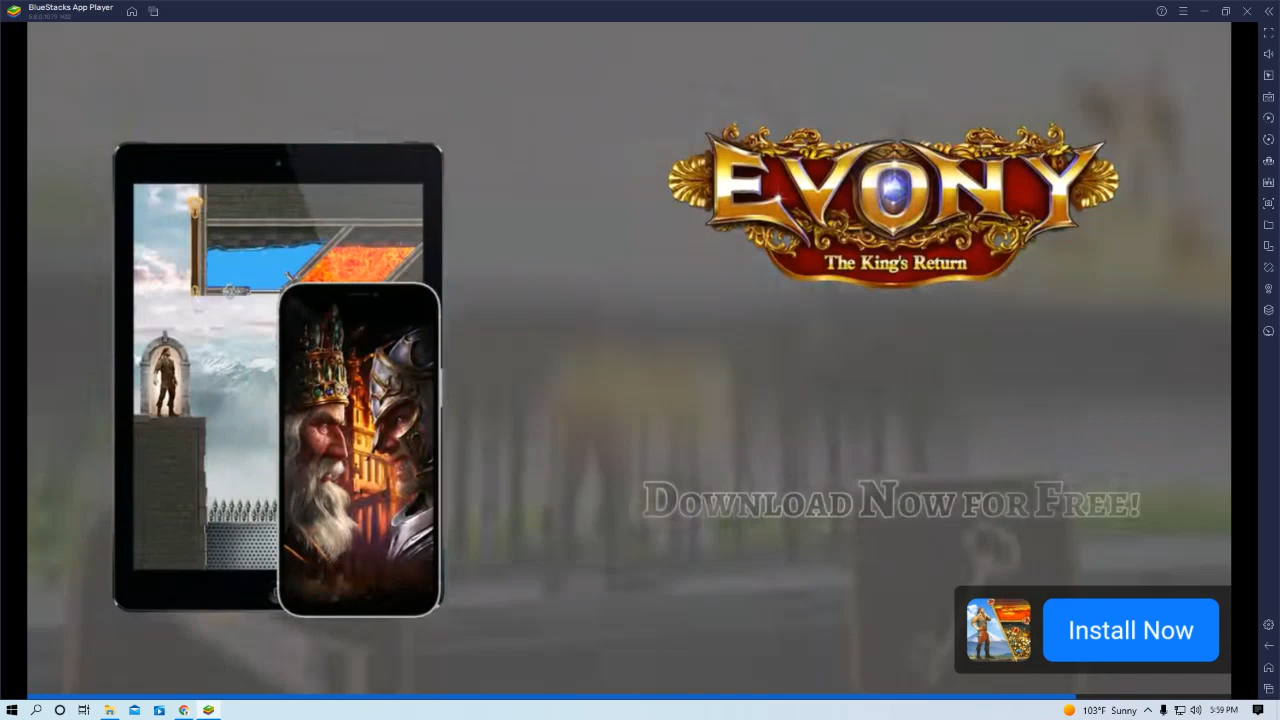 BlueStacks App Player
EVONY
The King's Return
DOWNLOAD NOW FOR FREE!
Install Now
103°F Sunny
5:59 PM